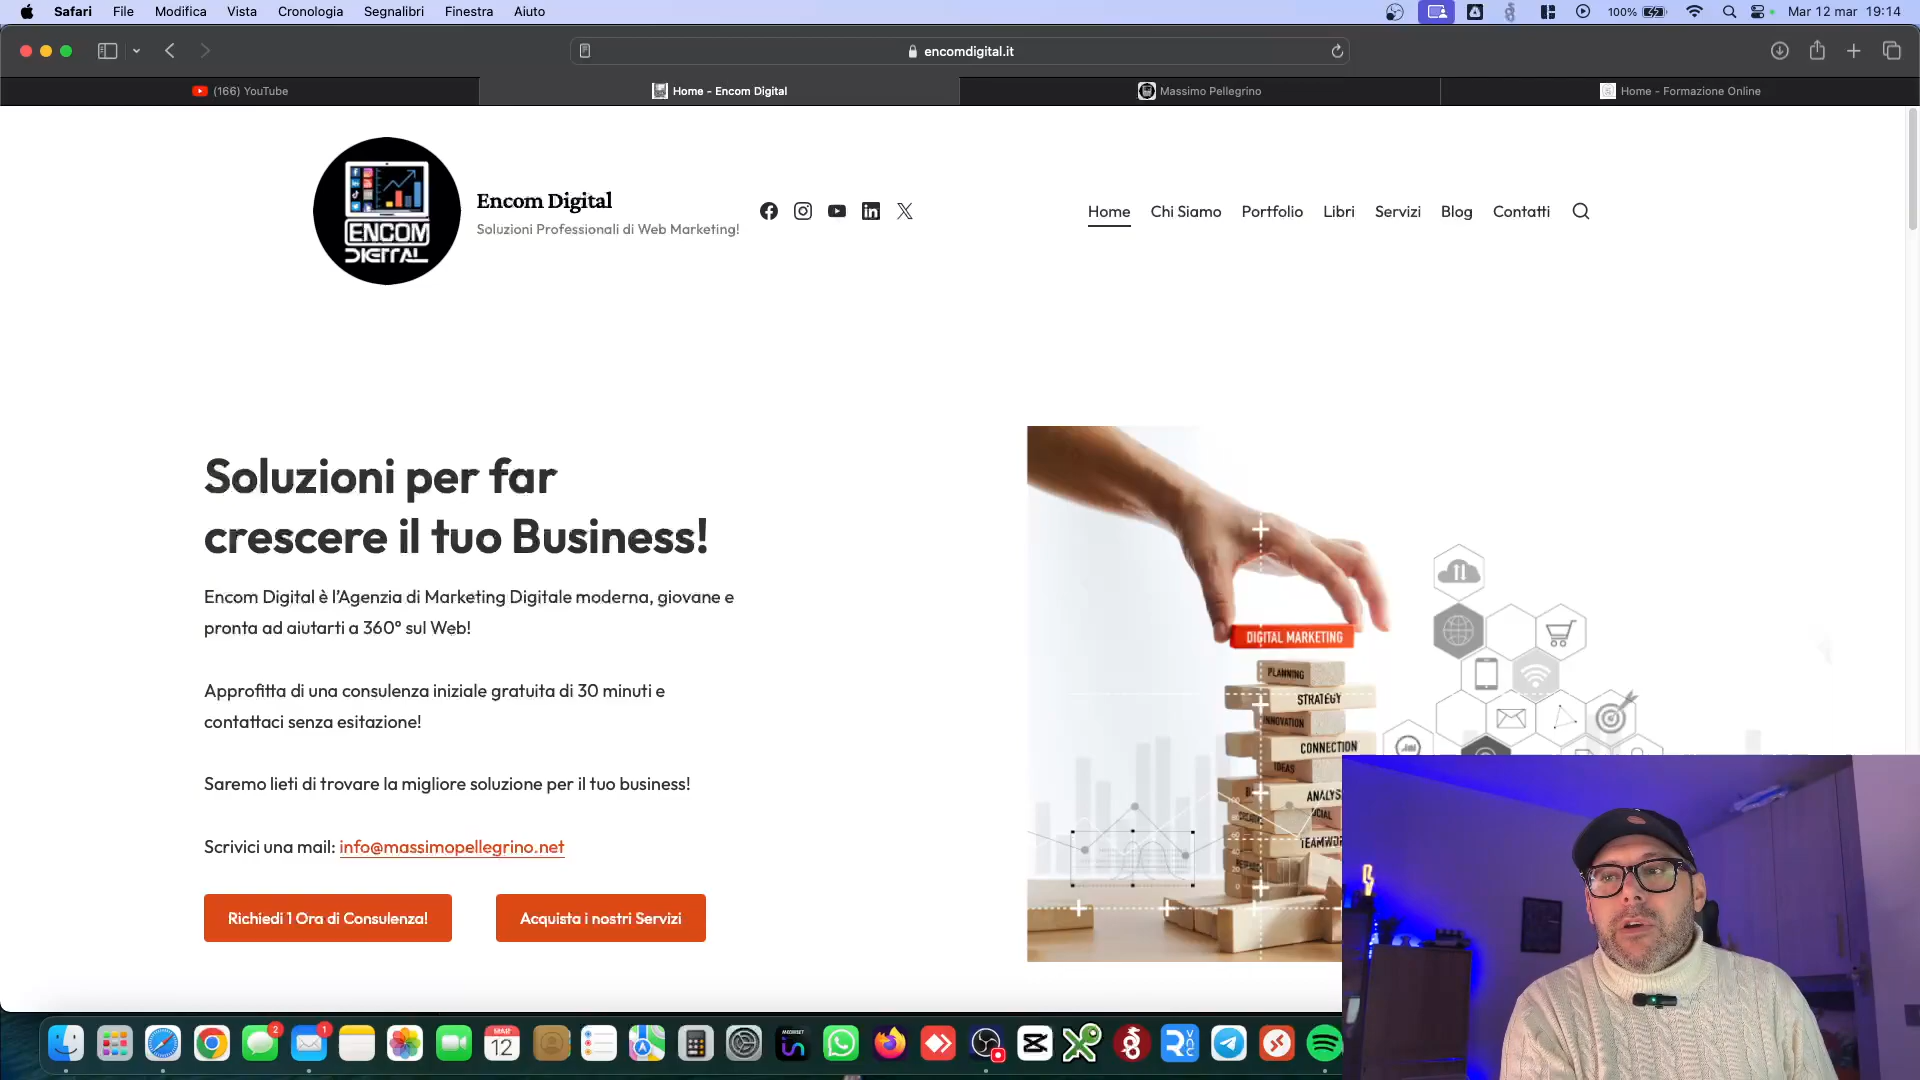 Safari File Modifica Vista Cronologia Segnalibri Finestra Aiuto 100% Mar 12 mar 19:14
encomdigital.it
(166) YouTube
Home - Encom Digital
Massimo Pellegrino
Home - Formazione Online
ENCOM
DIGITAL
Encom Digital
Soluzioni Professionali di Web Marketing!
Home Chi Siamo Portfolio Libri Servizi Blog Contatti
Soluzioni per far
crescere il tuo Business!
Encom Digital è l'Agenzia di Marketing Digitale moderna, giovane e
pronta ad aiutarti a 360° sul Web!
Approfitta di una consulenza iniziale gratuita di 30 minuti e
contattaci senza esitazione!
Saremo lieti di trovare la migliore soluzione per il tuo business!
Scrivici una mail: info@massimopellegrino.net
Richiedi 1 Ora di Consulenza!
Acquista i nostri Servizi
DIGITAL MARKETING
PLANNING
STRATEGY
INNOVATION
CONNECTION
IDEAS
2
1
MAR
12